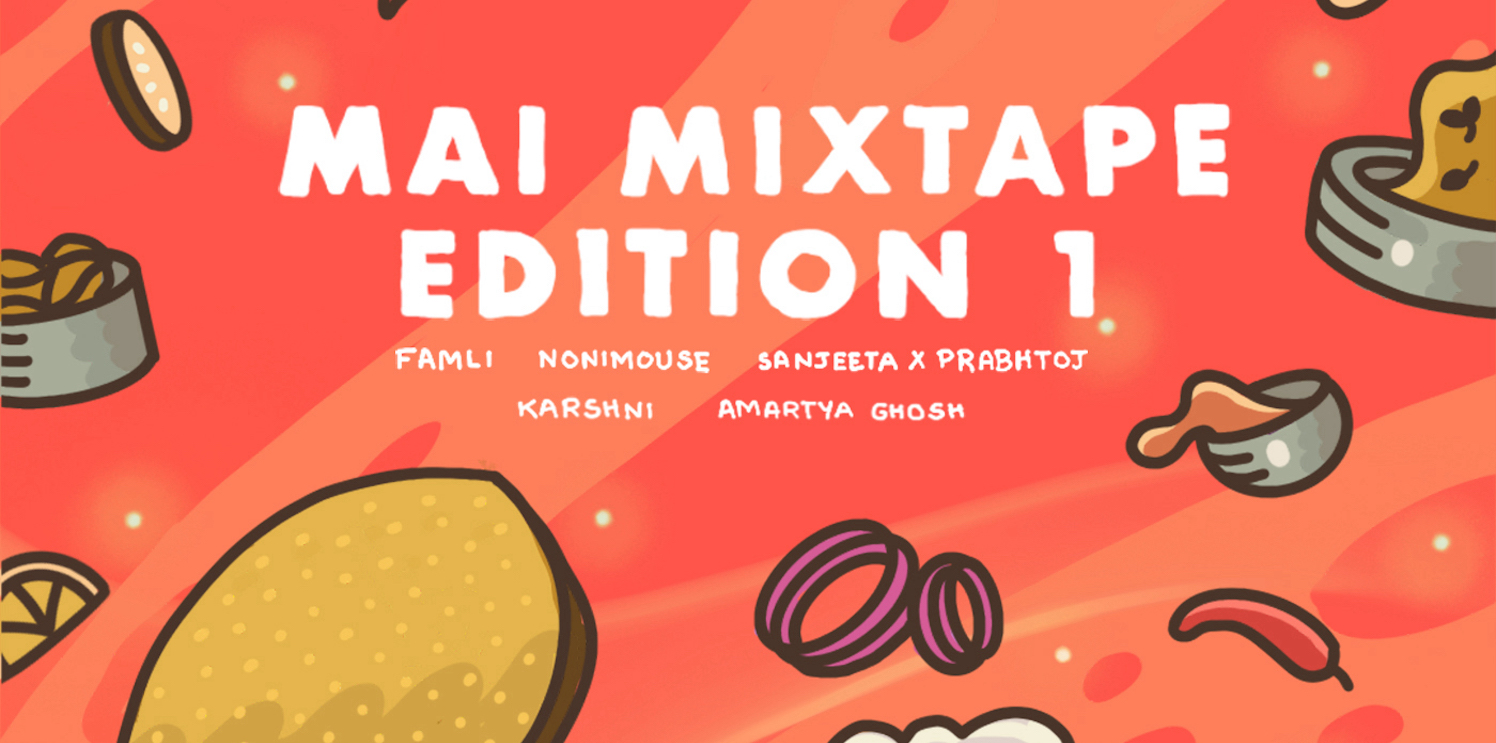 MAI MIXTAPE
EDITION 1
FAMLI NONIMOUSE SANJEETA X PRABHTOJ
KARSHNI AMARTYA GHOSH